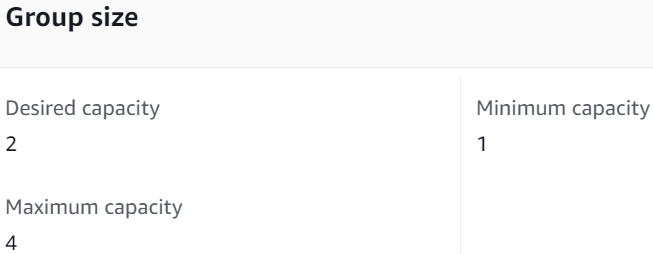 Group size
Desired capacity
2
Minimum capacity
1
Maximum capacity
4